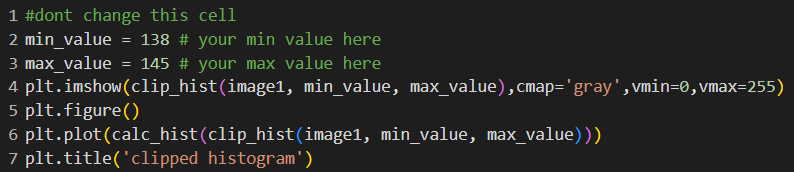 1 #dont change this cell
2 min_value = 138 # your min value here
3 max_value = 145 # your max value here
4 plt.imshow(clip_hist(image1, min_value, max_value),cmap='gray',vmin=0,vmax=255)
5 plt.figure()
6 plt.plot(calc_hist(clip_hist(image1, min_value, max_value)))
7 plt.title('clipped histogram')